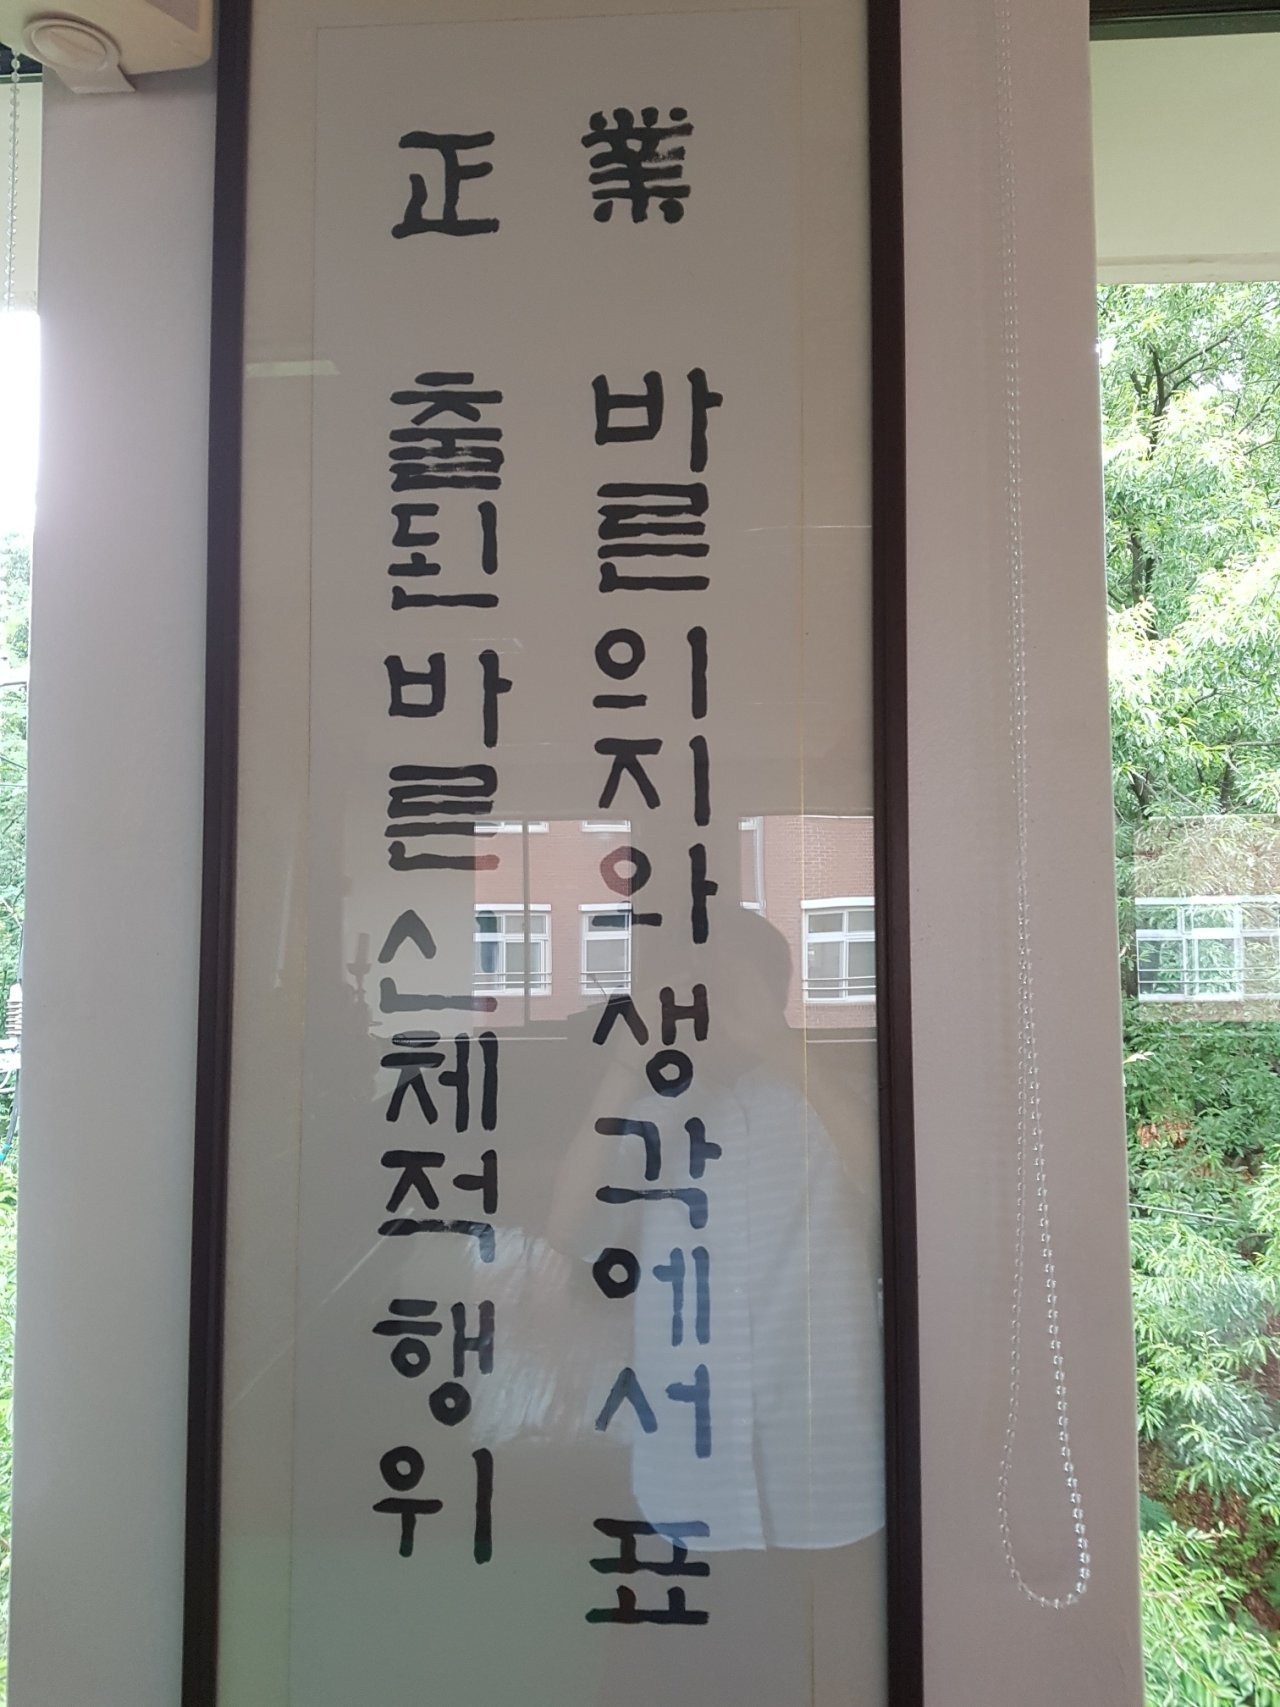 正業
바른 의지와 생각에서 표
출된 바른 신체적 행위